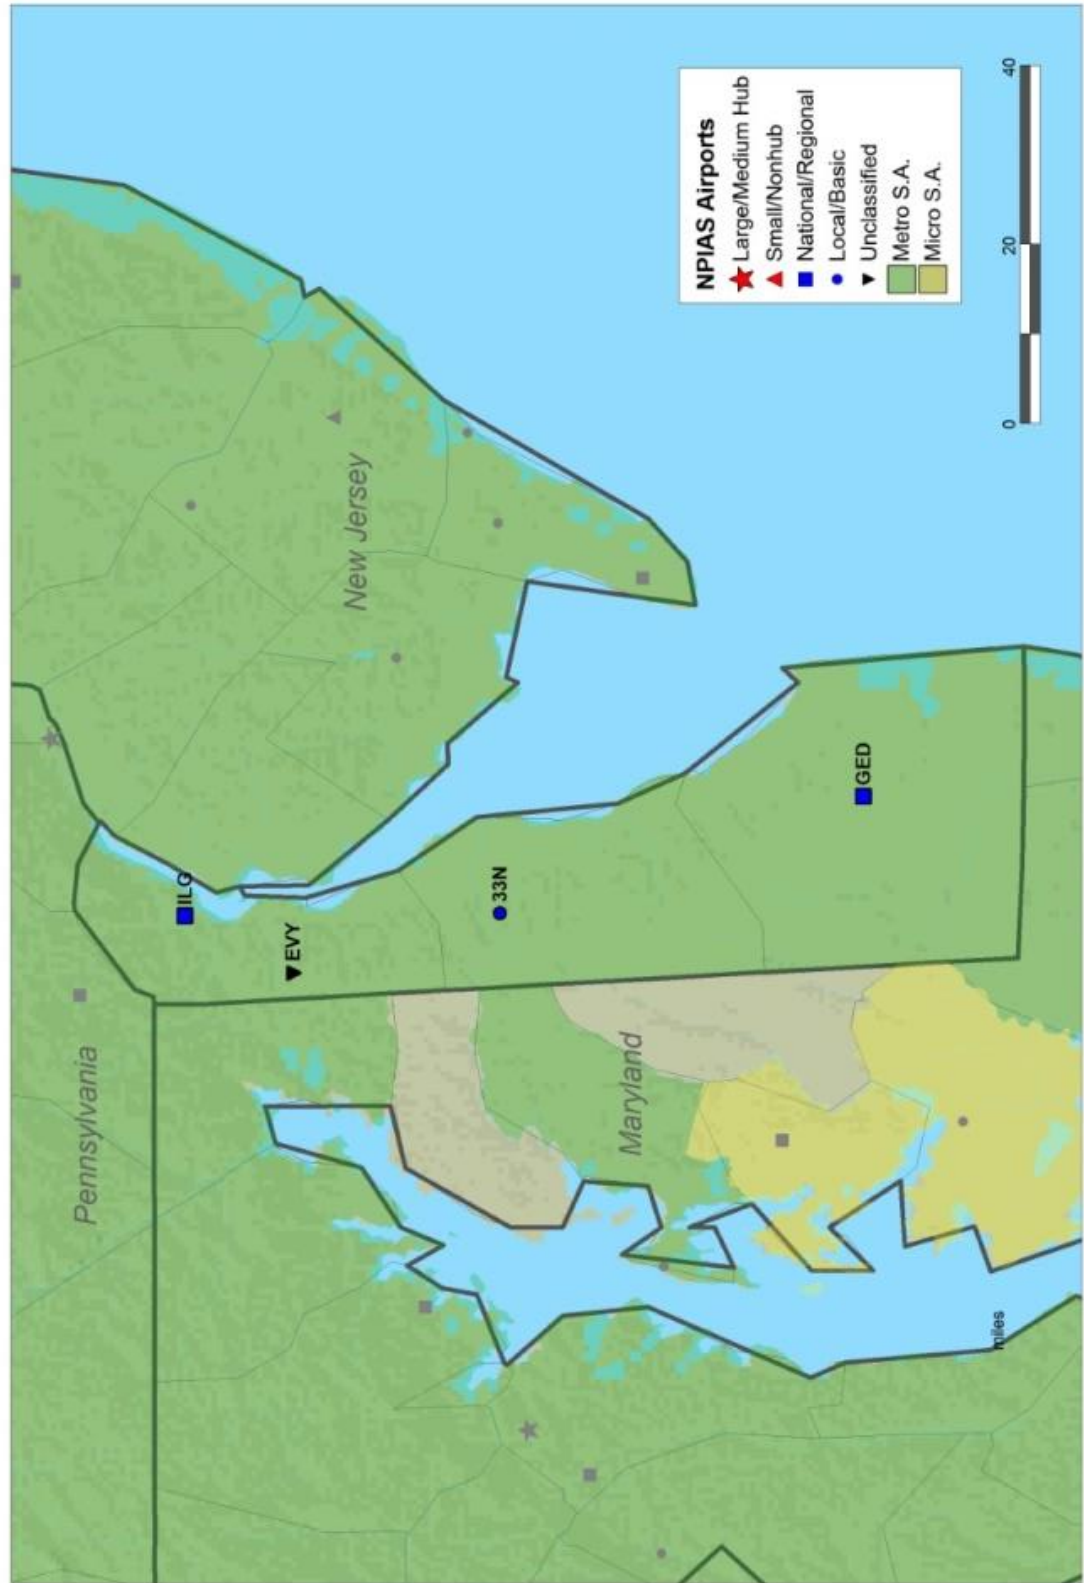 Pennsylvania
New Jersey
Maryland
ILG
EVY
33N
GED
NPIAS Airports
Large/Medium Hub
Small/Nonhub
National/Regional
Local/Basic
Unclassified
Metro S.A.
Micro S.A.
0 20 40
miles